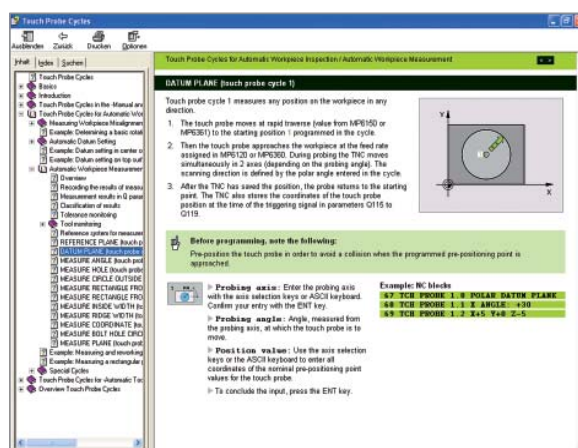 Touch Probe Cycles
Ausblenden Zurück Drucken Optionen
Inhalt Index Suchen
Touch Probe Cycles
Basics
Introduction
Touch Probe Cycles in the -Manual an
Touch Probe Cycles for Automatic Wor
Measuring Workpiece Misalignmen
Example: Determining a basic rotati
Automatic Datum Setting
Example: Datum setting in center o
Example: Datum setting on top surf
Automatic Workpiece Measuremen
Overview
Recording the results of measu
Measurement results in Q para
Classification of results
Tolerance monitoring
Tool monitoring
Reference system for measurem
REFERENCE PLANE (touch p
DATUM PLANE (touch probe
MEASURE ANGLE (touch prob
MEASURE HOLE (touch probe
MEASURE CIRCLE OUTSIDE
MEASURE RECTANGLE FRO
MEASURE RECTANGLE FRO
MEASURE INSIDE WIDTH (to
MEASURE RIDGE WIDTH (to
MEASURE COORDINATE (to
MEASURE BOLT HOLE CIRC
MEASURE PLANE (touch prob
Example: Measuring and reworking
Example: Measuring a rectangular p
Special Cycles
Touch Probe Cycles for -Automatic Too
Overview Touch Probe Cycles
Touch Probe Cycles for Automatic Workpiece Inspection / Automatic Workpiece Measurement
DATUM PLANE (touch probe cycle 1)
Touch probe cycle 1 measures any position on the workpiece in any
direction.
1. The touch probe moves at rapid traverse (value from MP6150 or
MP6361) to the starting position 1 programmed in the cycle.
2. Then the touch probe approaches the workpiece at the feed rate
assigned in MP6120 or MP6360. During probing the TNC moves
simultaneously in 2 axes (depending on the probing angle). The
scanning direction is defined by the polar angle entered in the cycle.
3. After the TNC has saved the position, the probe returns to the starting
point. The TNC also stores the coordinates of the touch probe
position at the time of the triggering signal in parameters Q115 to
Q119.
Y
X
Before programming, note the following:
Pre-position the touch probe in order to avoid a collision when the programmed pre-positioning point is
approached.
Probing axis: Enter the probing axis
with the axis selection keys or ASCII keyboard.
Confirm your entry with the ENT key.
Probing angle: Angle, measured from
the probing axis, at which the touch probe is to
move.
Position value: Use the axis selection
keys or the ASCII keyboard to enter all
coordinates of the nominal pre-positioning point
values for the touch probe.
To conclude the input, press the ENT key.
Example: NC blocks
67 TCH PROBE 1.0 POLAR DATUM PLANE
68 TCH PROBE 1.1 X ANGLE: +30
69 TCH PROBE 1.2 X+5 Y+0 Z-5